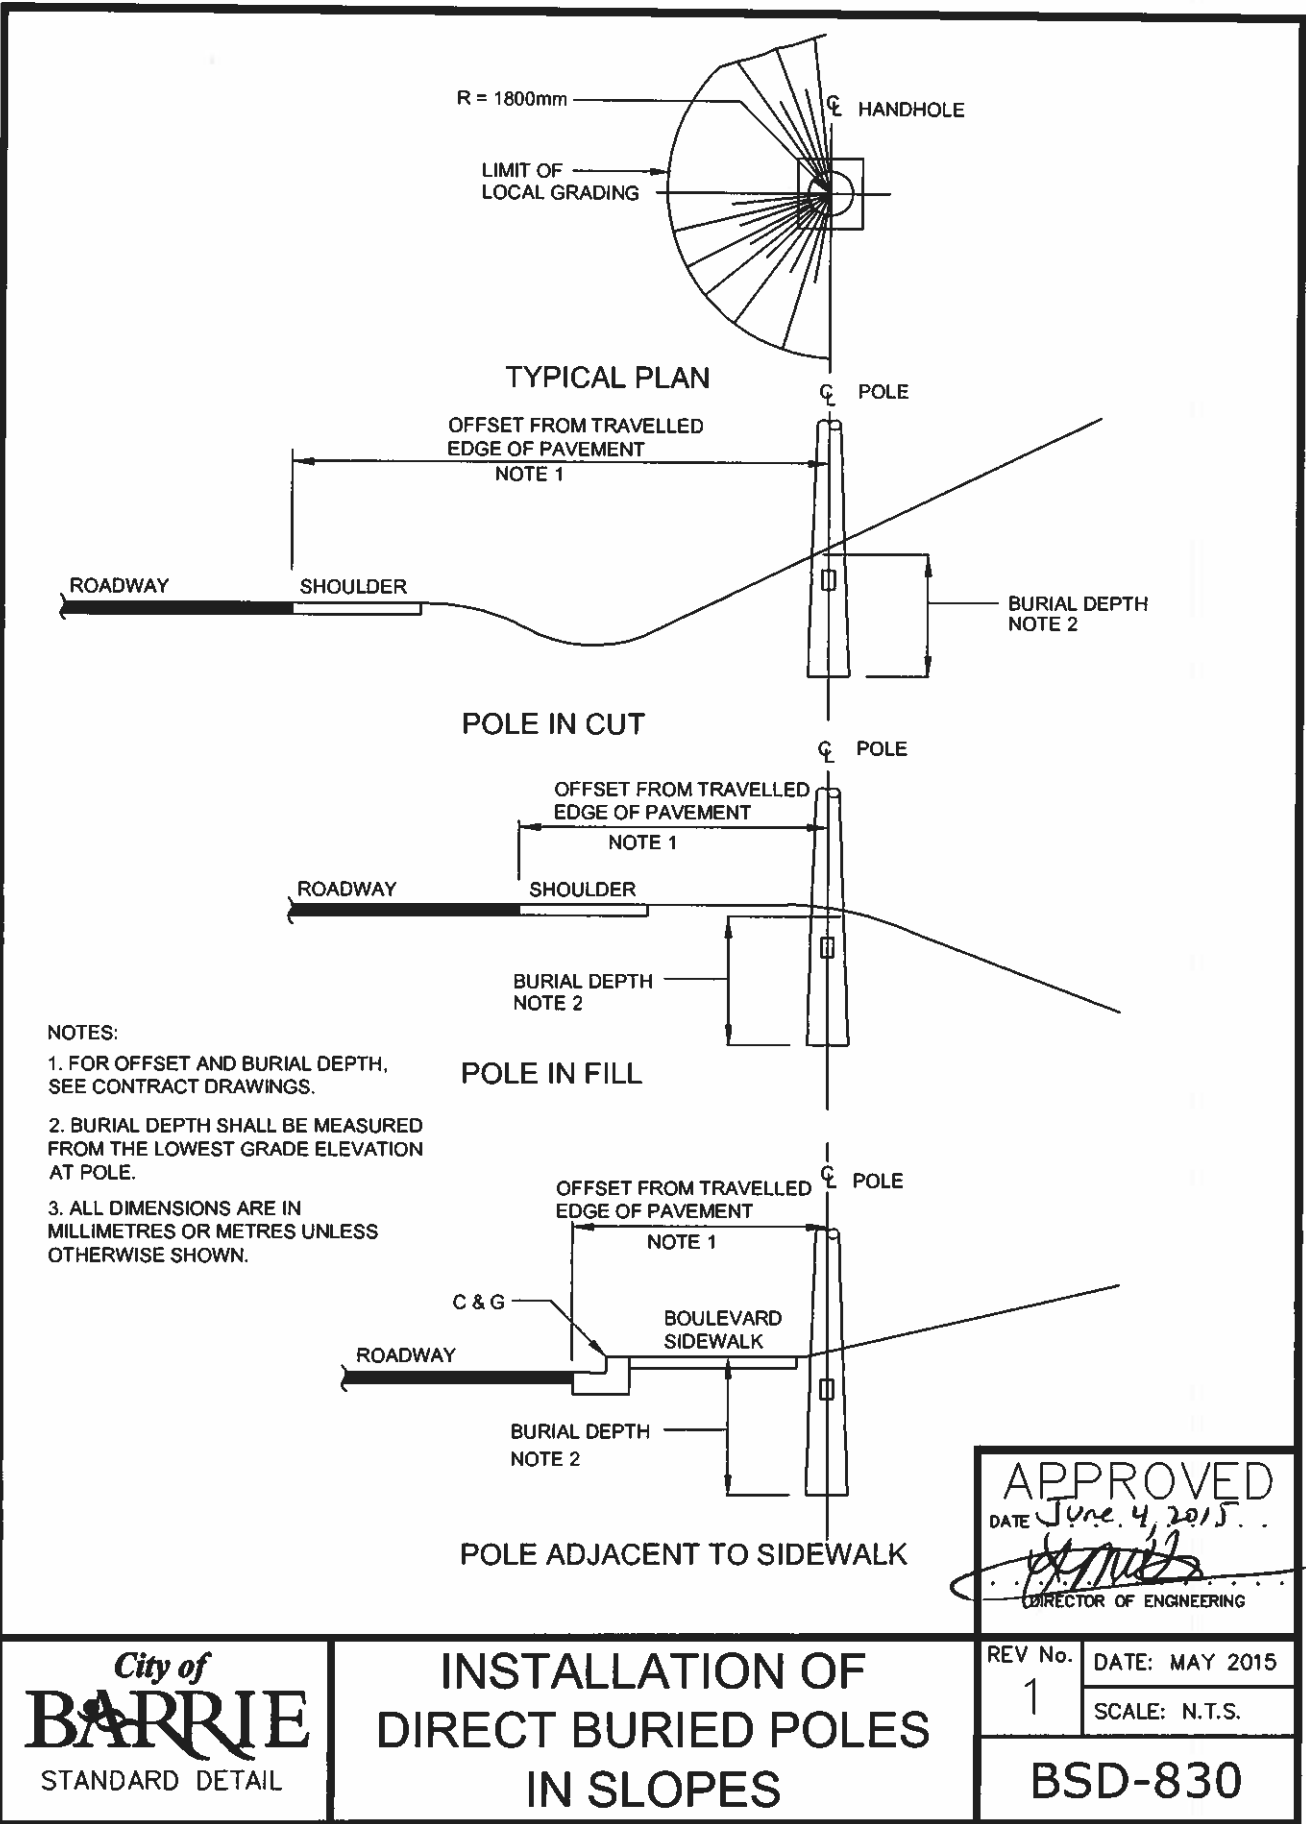 R = 1800mm
℄ HANDHOLE
LIMIT OF
LOCAL GRADING
TYPICAL PLAN
℄ POLE
OFFSET FROM TRAVELLED
EDGE OF PAVEMENT
NOTE 1
ROADWAY
SHOULDER
BURIAL DEPTH
NOTE 2
POLE IN CUT
℄ POLE
OFFSET FROM TRAVELLED
EDGE OF PAVEMENT
NOTE 1
ROADWAY
SHOULDER
BURIAL DEPTH
NOTE 2
POLE IN FILL
NOTES:
1. FOR OFFSET AND BURIAL DEPTH,
SEE CONTRACT DRAWINGS.
2. BURIAL DEPTH SHALL BE MEASURED
FROM THE LOWEST GRADE ELEVATION
AT POLE.
3. ALL DIMENSIONS ARE IN
MILLIMETRES OR METRES UNLESS
OTHERWISE SHOWN.
℄ POLE
OFFSET FROM TRAVELLED
EDGE OF PAVEMENT
NOTE 1
C & G
BOULEVARD
SIDEWALK
ROADWAY
BURIAL DEPTH
NOTE 2
POLE ADJACENT TO SIDEWALK
APPROVED
DATE June 4, 2015
DIRECTOR OF ENGINEERING
City of
BARRIE
STANDARD DETAIL
INSTALLATION OF
DIRECT BURIED POLES
IN SLOPES
REV No.
1
DATE: MAY 2015
SCALE: N.T.S.
BSD-830